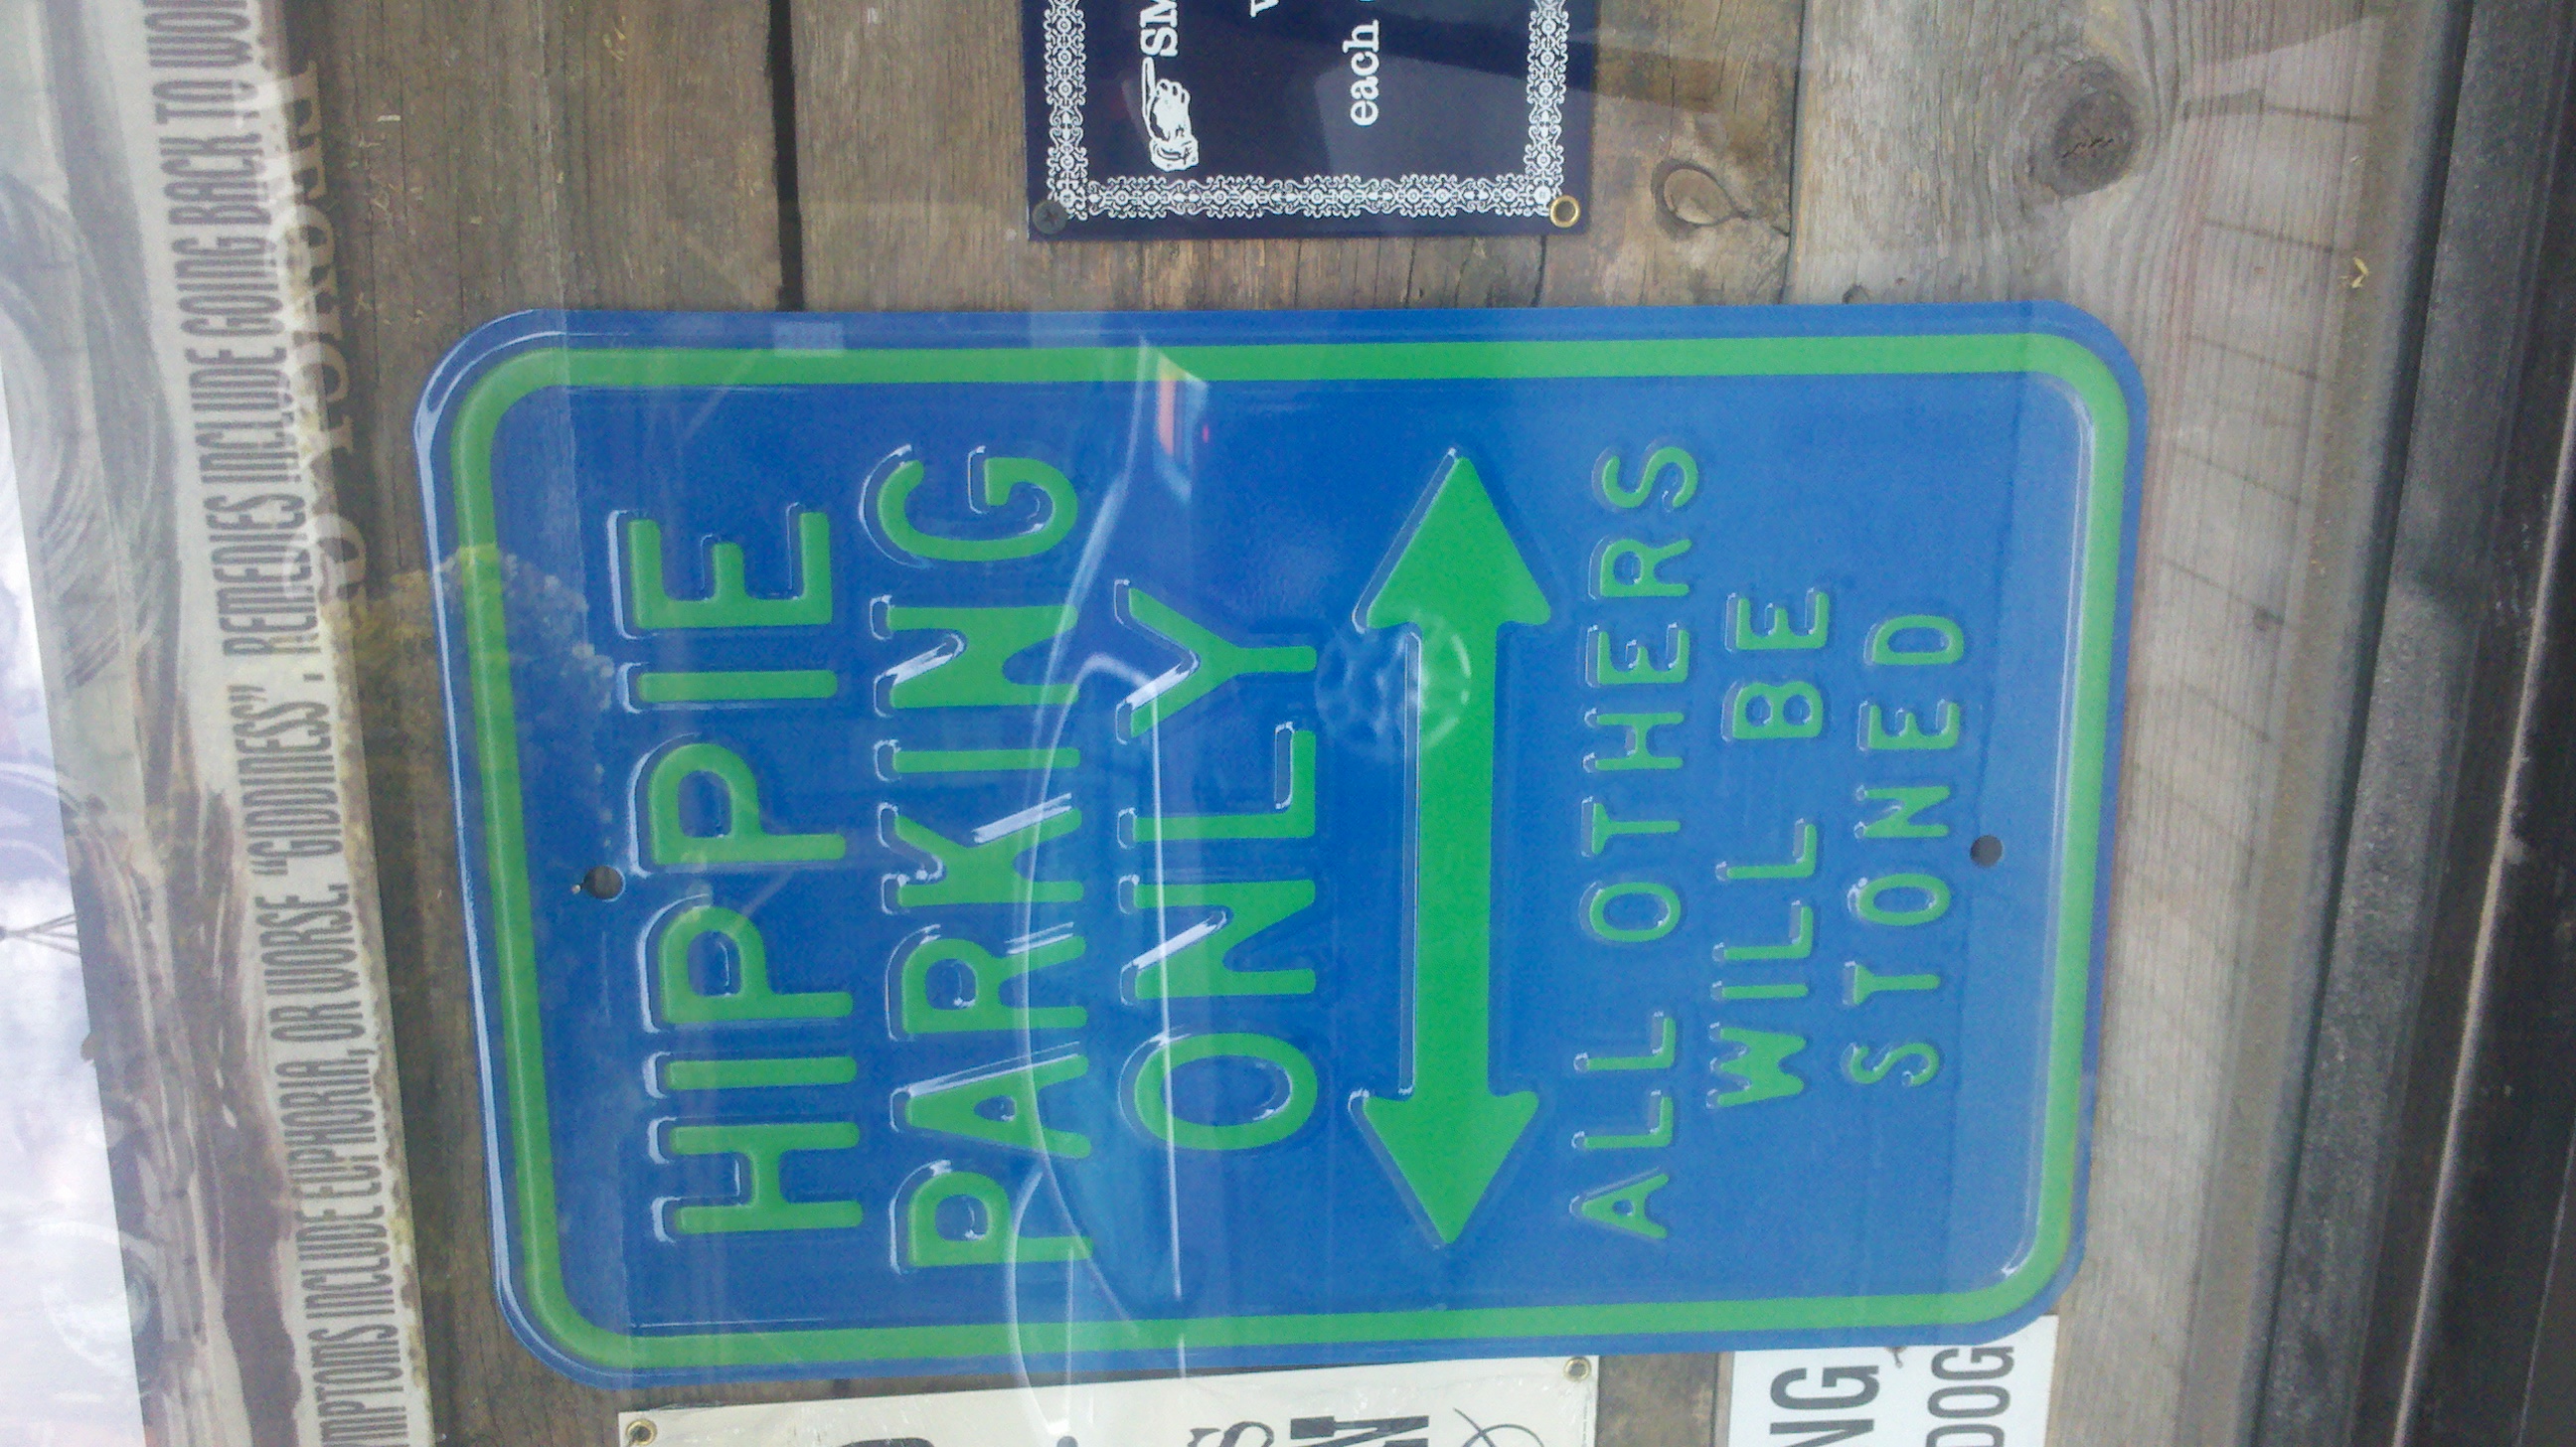 SYMPTOMS INCLUDE EUPHORIA, OR WORSE, "GIDDINESS". REMEDIES INCLUDE GOING BACK TO
HIPPIE
PARKING
ONLY
ALL OTHERS
WILL BE
STONED
each